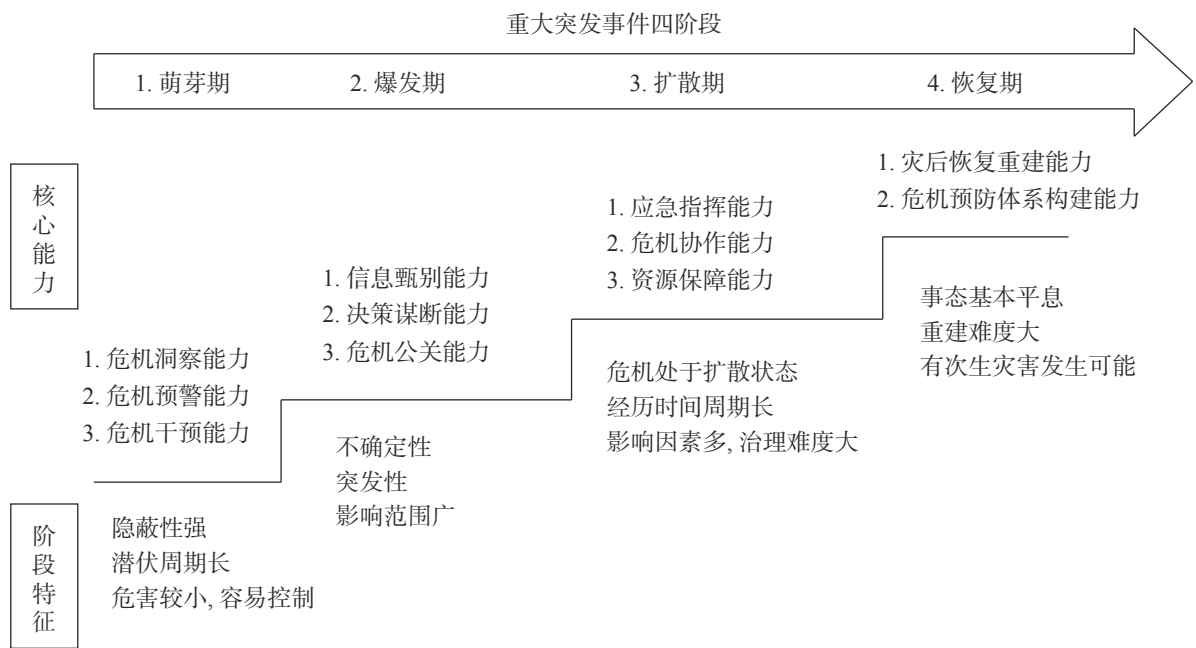 重大突发事件四阶段
1. 萌芽期
2. 爆发期
3. 扩散期
4. 恢复期
核心能力
1. 危机洞察能力
2. 危机预警能力
3. 危机干预能力
1. 信息甄别能力
2. 决策谋断能力
3. 危机公关能力
1. 应急指挥能力
2. 危机协作能力
3. 资源保障能力
1. 灾后恢复重建能力
2. 危机预防体系构建能力
阶段特征
隐蔽性强
潜伏周期长
危害较小, 容易控制
不确定性
突发性
影响范围广
危机处于扩散状态
经历时间周期长
影响因素多, 治理难度大
事态基本平息
重建难度大
有次生灾害发生可能